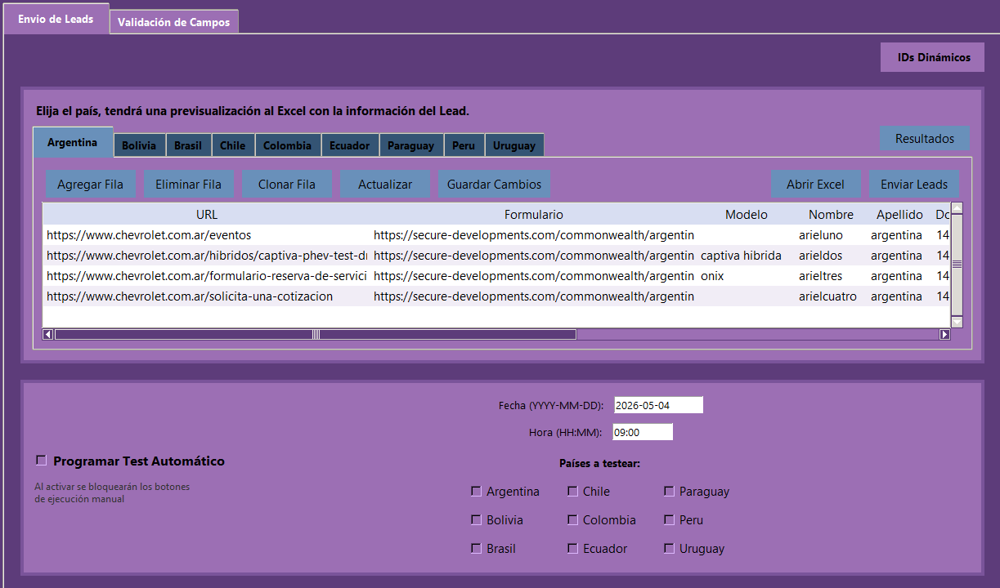 Envio de Leads
Validación de Campos
IDs Dinámicos
Elija el país, tendrá una previsualización al Excel con la información del Lead.
Resultados
Argentina Bolivia Brasil Chile Colombia Ecuador Paraguay Peru Uruguay
Agregar Fila Eliminar Fila Clonar Fila Actualizar Guardar Cambios Abrir Excel Enviar Leads
URL Formulario Modelo Nombre Apellido Dc
https://www.chevrolet.com.ar/eventos https://secure-developments.com/commonwealth/argentin arieluno argentina 14
https://www.chevrolet.com.ar/hibridos/captiva-phev-test-dr https://secure-developments.com/commonwealth/argentin captiva hibrida arieldos argentina 14
https://www.chevrolet.com.ar/formulario-reserva-de-servici https://secure-developments.com/commonwealth/argentin onix arieltres argentina 14
https://www.chevrolet.com.ar/solicita-una-cotizacion https://secure-developments.com/commonwealth/argentin arielcuatro argentina 14
Fecha (YYYY-MM-DD): 2026-05-04
Hora (HH:MM): 09:00
Programar Test Automático
Al activar se bloquearán los botones
de ejecución manual
Países a testear:
Argentina Chile Paraguay
Bolivia Colombia Peru
Brasil Ecuador Uruguay